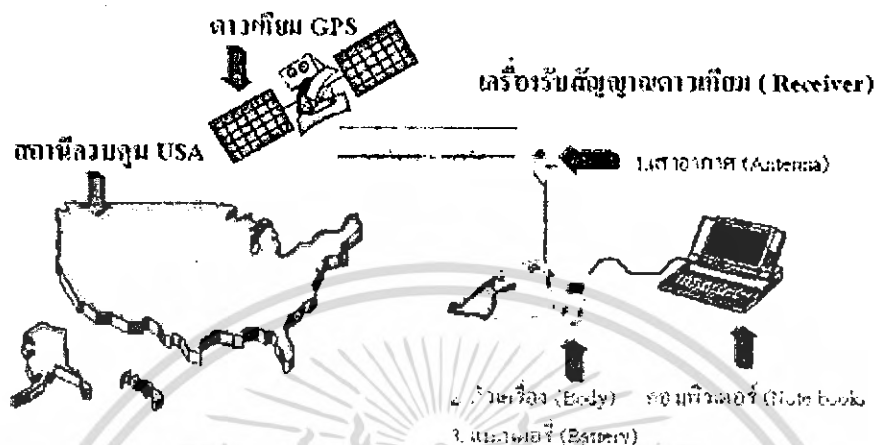 ดาวเทียม GPS
เครื่องรับสัญญาณดาวเทียม (Receiver)
สถานีควบคุม USA
1.เสาอากาศ (Antenna)
2. ตัวเครื่อง (Body) คอมพิวเตอร์ (Note book)
3. แบตเตอรี่ (Battery)